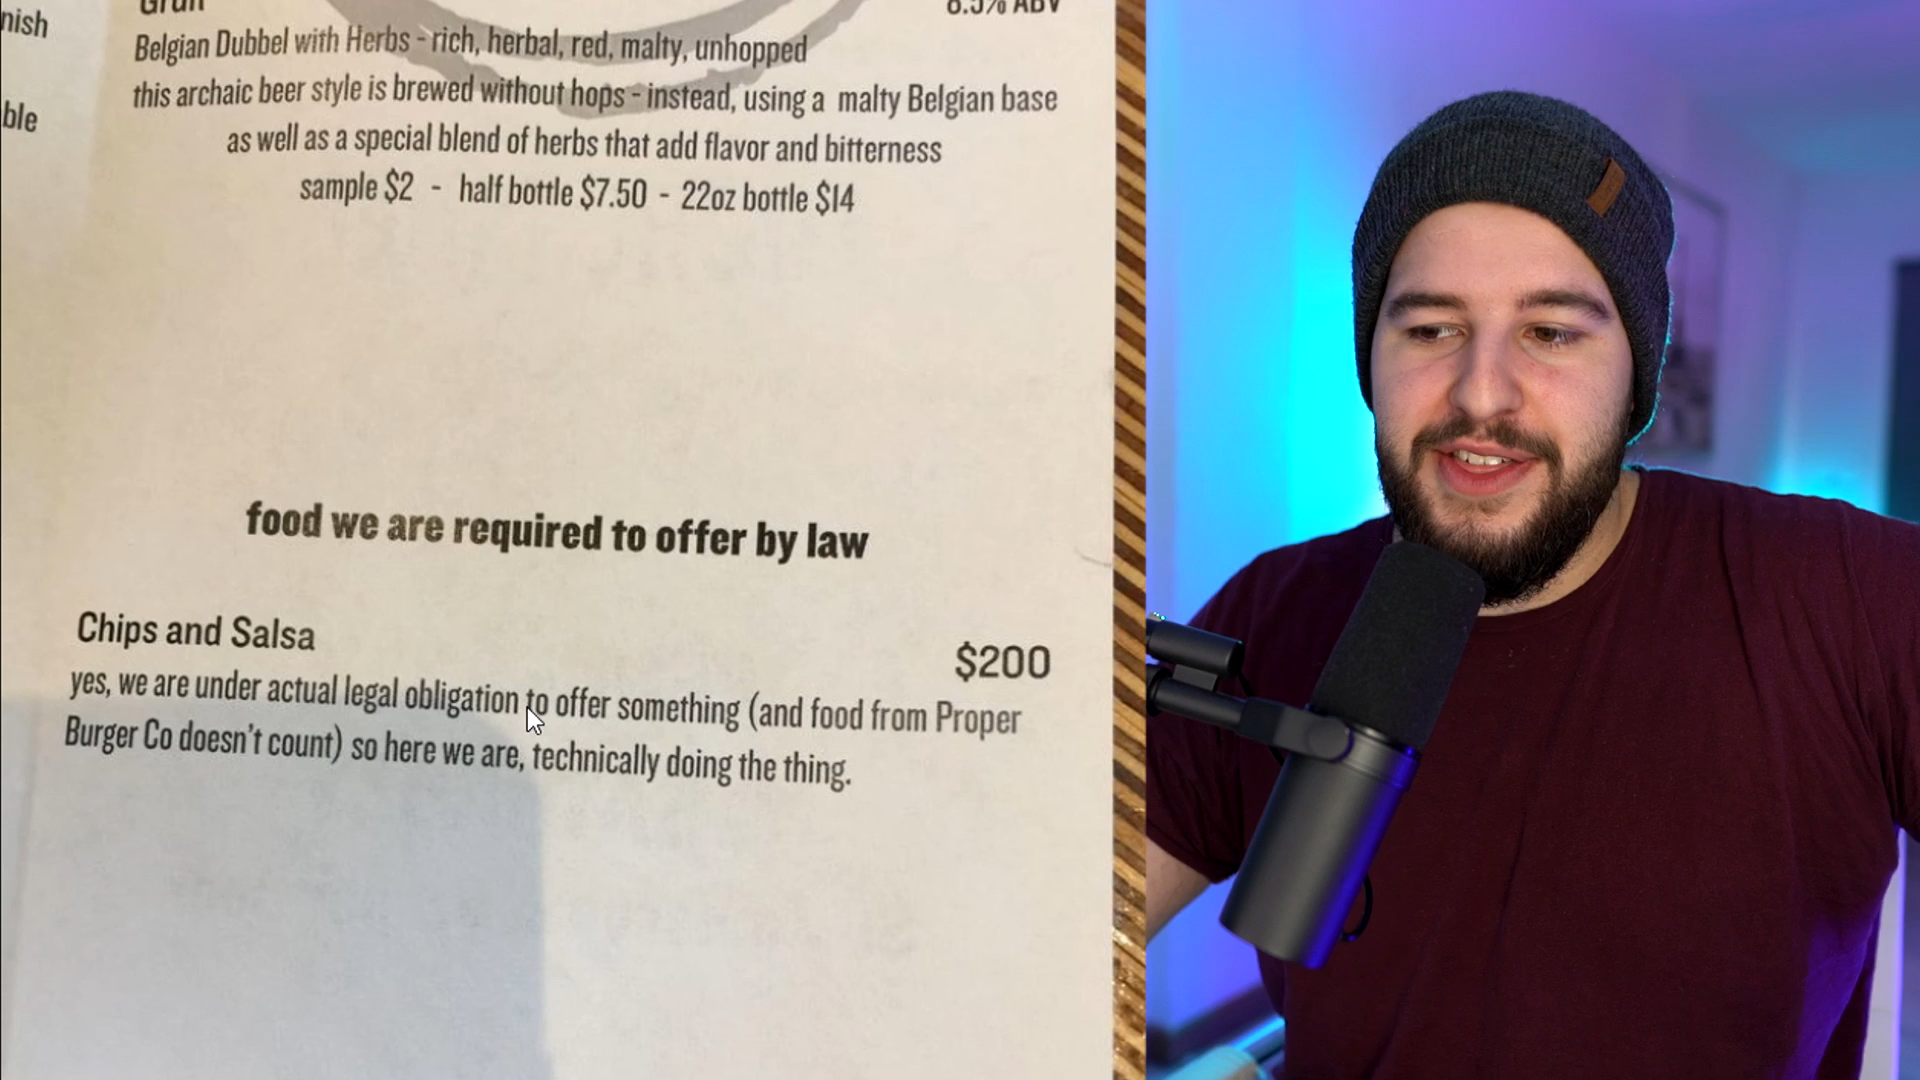 nish
ble
Gruit
8.5% ABV
Belgian Dubbel with Herbs - rich, herbal, red, malty, unhopped
this archaic beer style is brewed without hops - instead, using a malty Belgian base
as well as a special blend of herbs that add flavor and bitterness
sample $2 - half bottle $7.50 - 22oz bottle $14
food we are required to offer by law
Chips and Salsa
$200
yes, we are under actual legal obligation to offer something (and food from Proper
Burger Co doesn't count) so here we are, technically doing the thing.